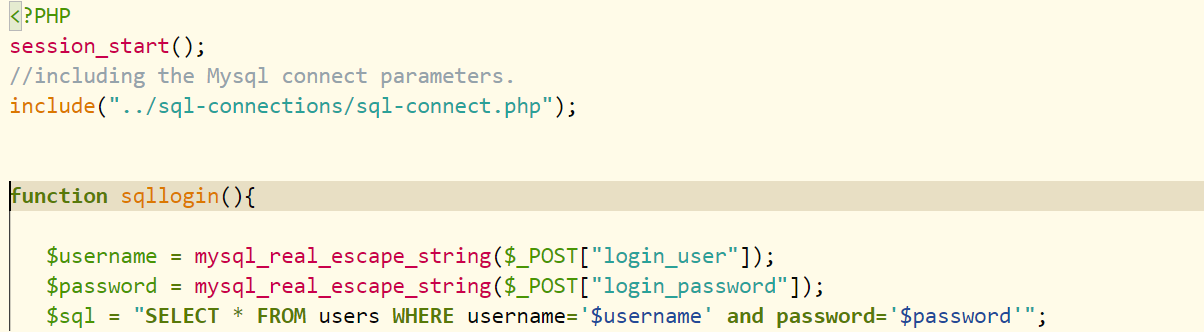 <?PHP
session_start();
//including the Mysql connect parameters.
include("../sql-connections/sql-connect.php");
function sqllogin(){
$username = mysql_real_escape_string($_POST["login_user"]);
$password = mysql_real_escape_string($_POST["login_password"]);
$sql = "SELECT * FROM users WHERE username='$username' and password='$password'";